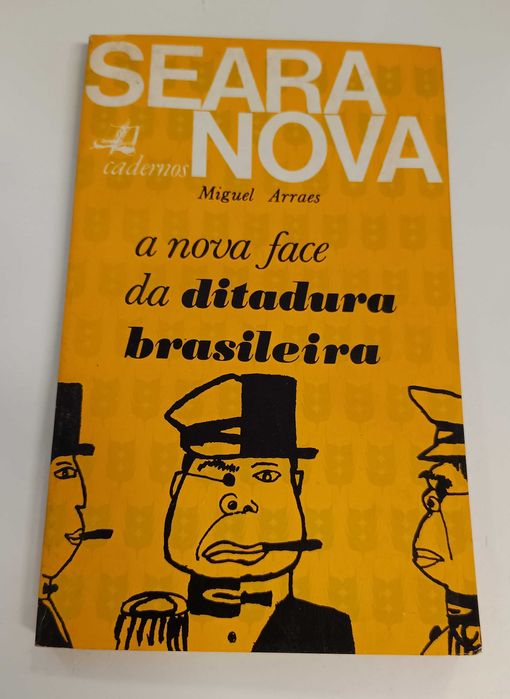 SEARA
NOVA
cadernos
Miguel Arraes
a nova face
da ditadura
brasileira